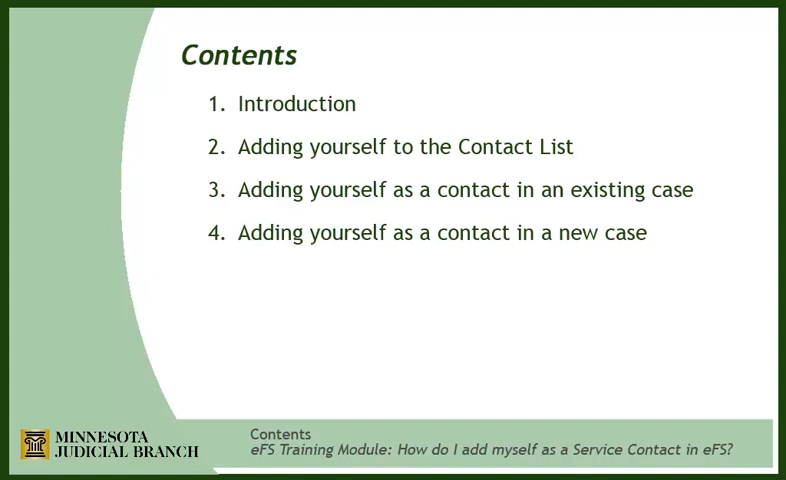 Contents
1. Introduction
2. Adding yourself to the Contact List
3. Adding yourself as a contact in an existing case
4. Adding yourself as a contact in a new case
MINNESOTA
JUDICIAL BRANCH
Contents
eFS Training Module: How do I add myself as a Service Contact in eFS?